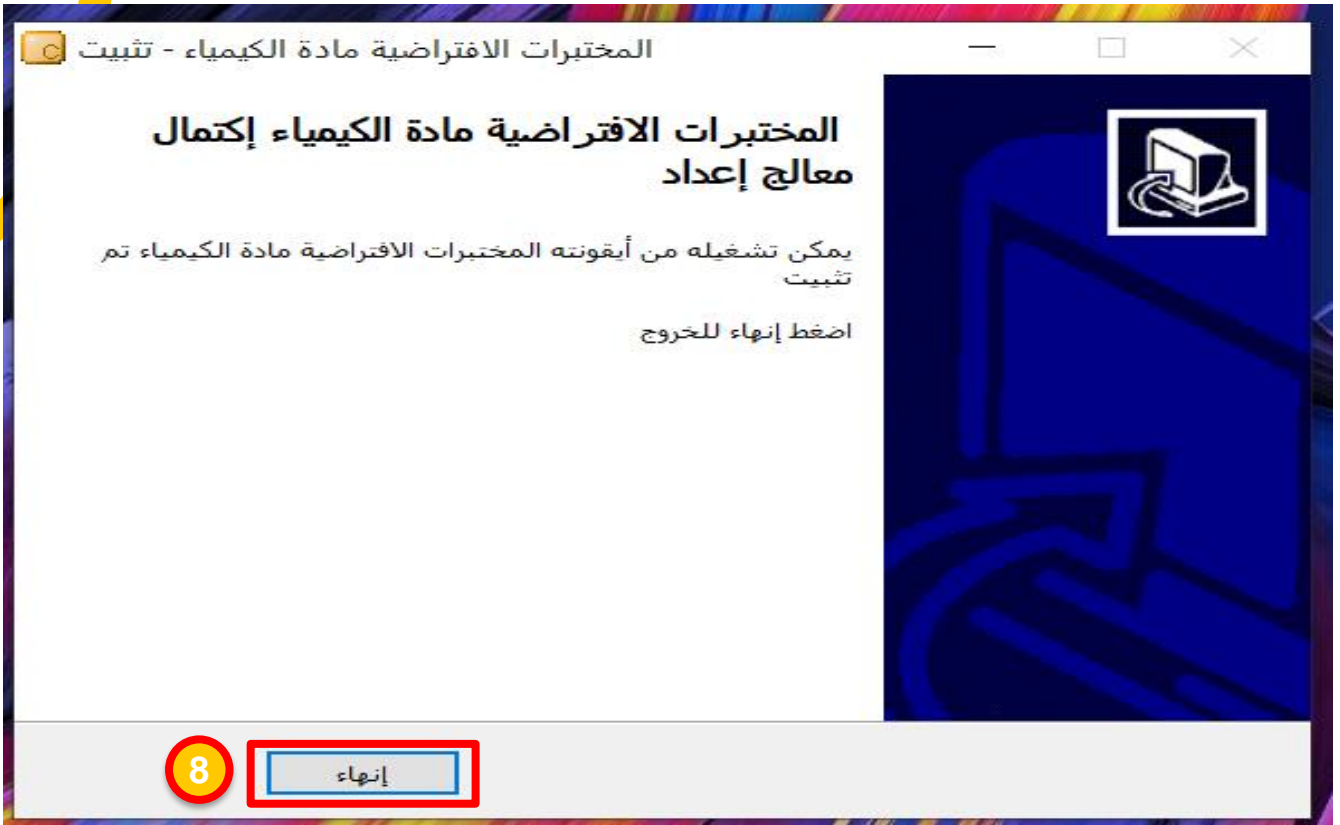 المختبرات الافتراضية مادة الكيمياء - تثبيت
المختبرات الافتراضية مادة الكيمياء إكتمال
معالج إعداد
يمكن تشغيله من أيقونته المختبرات الافتراضية مادة الكيمياء تم
تثبيت
اضغط إنهاء للخروج
8
إنهاء